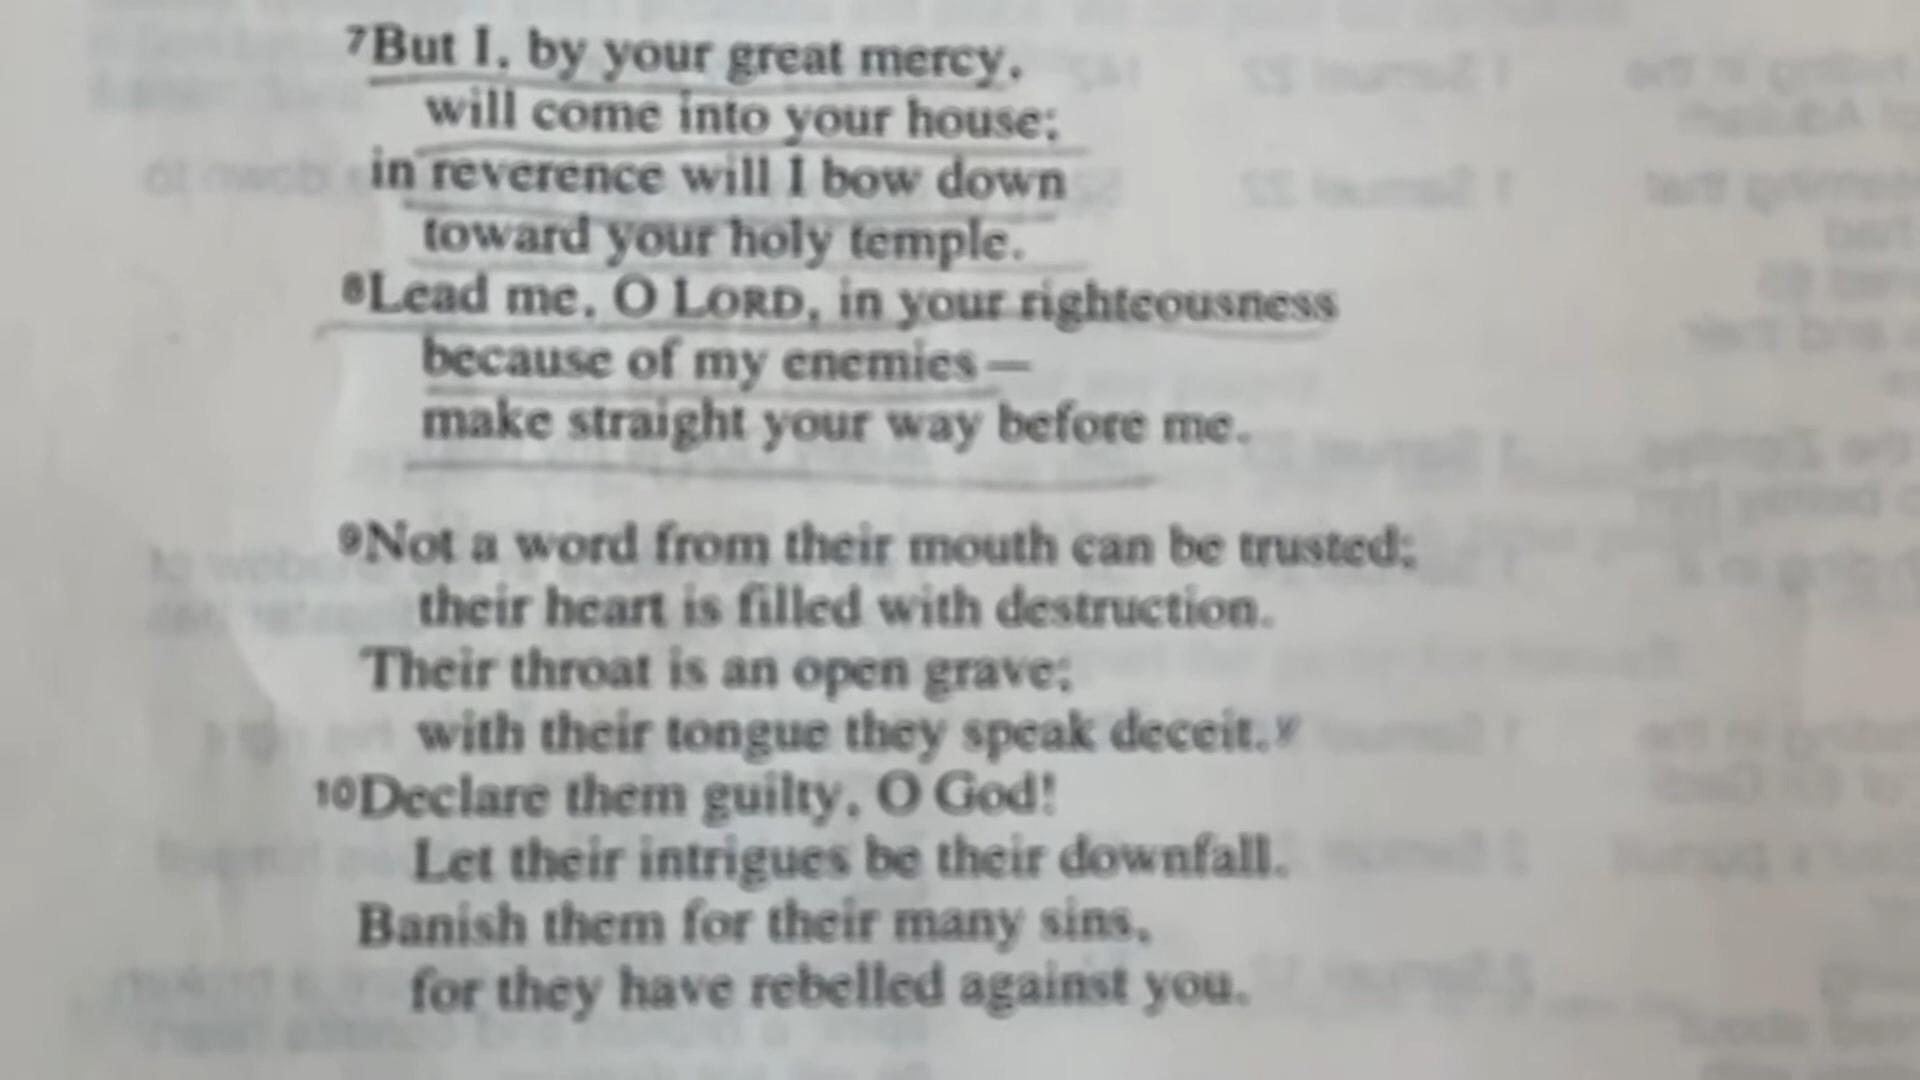 7But I, by your great mercy,
will come into your house;
in reverence will I bow down
toward your holy temple.
8Lead me, O LORD, in your righteousness
because of my enemies—
make straight your way before me.
9Not a word from their mouth can be trusted;
their heart is filled with destruction.
Their throat is an open grave;
with their tongue they speak deceit.y
10Declare them guilty, O God!
Let their intrigues be their downfall.
Banish them for their many sins,
for they have rebelled against you.